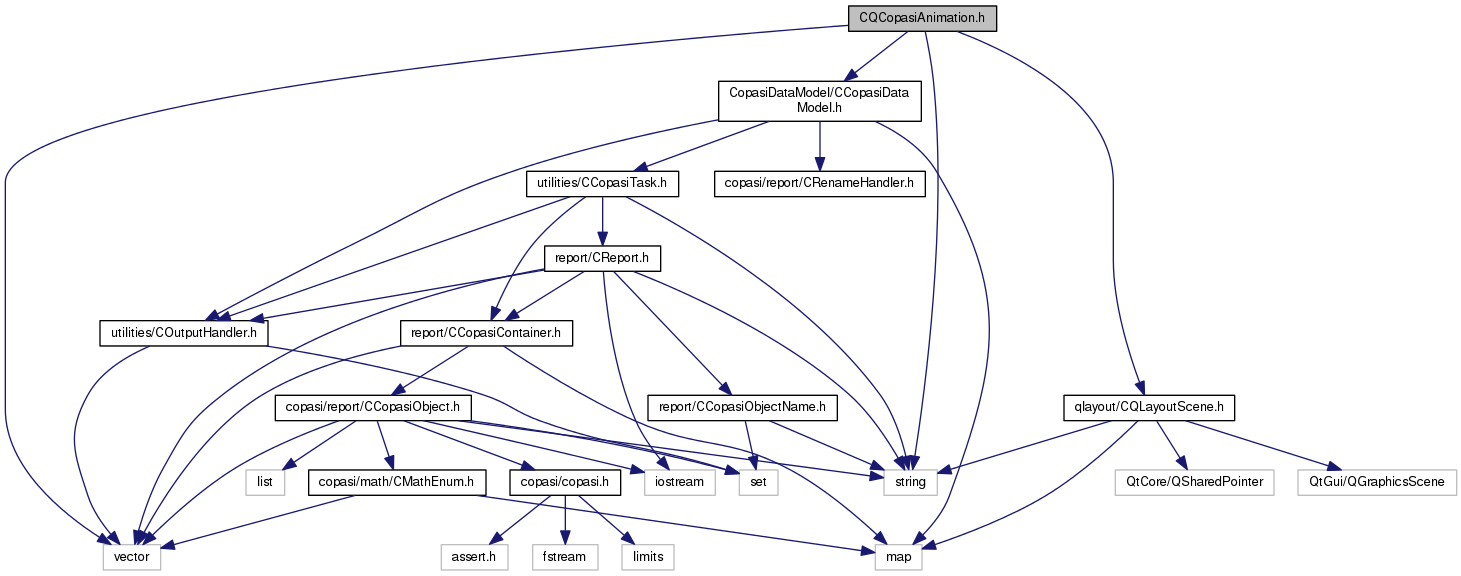 CQCopasiAnimation.h
CopasiDataModel/CCopasiData
Model.h
utilities/CCopasiTask.h
copasi/report/CRenameHandler.h
report/CReport.h
utilities/COutputHandler.h
report/CCopasiContainer.h
copasi/report/CCopasiObject.h
report/CCopasiObjectName.h
qlayout/CQLayoutScene.h
list
copasi/math/CMathEnum.h
copasi/copasi.h
iostream
set
string
QtCore/QSharedPointer
QtGui/QGraphicsScene
vector
assert.h
fstream
limits
map